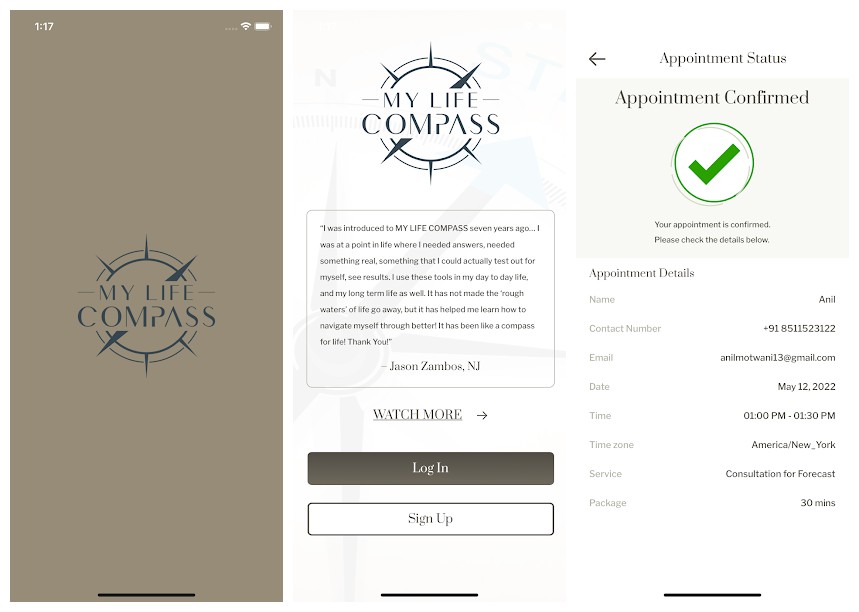 1:17
MY LIFE
COMPASS
N
MY LIFE
COMPASS
“I was introduced to MY LIFE COMPASS seven years ago... I
was at a point in life where I needed answers, needed
something real, something that I could actually test out for
myself, see results. I use these tools in my day to day life,
and my long term life as well. It has not made the ‘rough
waters’ of life go away, but it has helped me learn how to
navigate myself through better! It has been like a compass
for life! Thank You!”
– Jason Zambos, NJ
WATCH MORE →
Log In
Sign Up
← Appointment Status
Appointment Confirmed
Your appointment is confirmed.
Please check the details below.
Appointment Details
Name Anil
Contact Number +91 8511523122
Email anilmotwani13@gmail.com
Date May 12, 2022
Time 01:00 PM - 01:30 PM
Time zone America/New_York
Service Consultation for Forecast
Package 30 mins